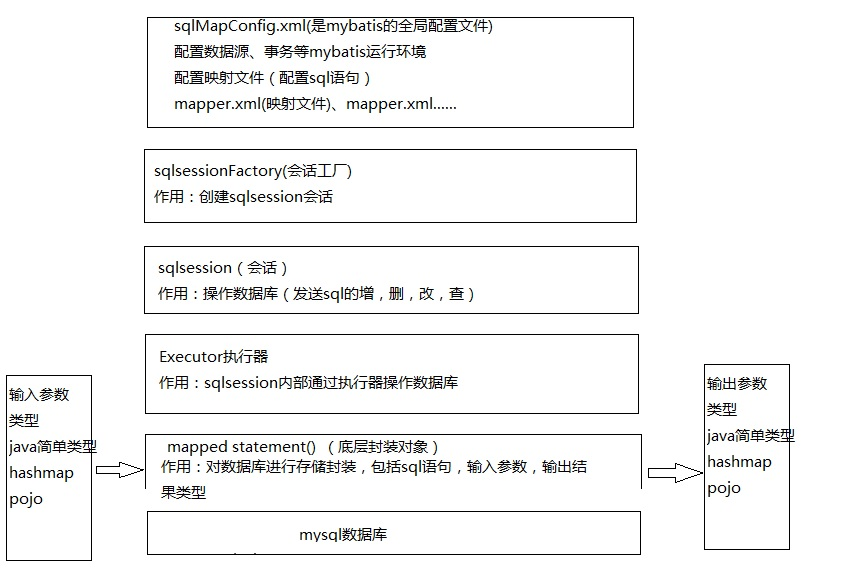 sqlMapConfig.xml(是mybatis的全局配置文件)
配置数据源、事务等mybatis运行环境
配置映射文件（配置sql语句）
mapper.xml(映射文件)、mapper.xml......
sqlsessionFactory(会话工厂)
作用：创建sqlsession会话
sqlsession（会话）
作用：操作数据库（发送sql的增，删，改，查）
Executor执行器
作用：sqlsession内部通过执行器操作数据库
输入参数
类型
java简单类型
hashmap
pojo
mapped statement() （底层封装对象）
作用：对数据库进行存储封装，包括sql语句，输入参数，输出结
果类型
输出参数
类型
java简单类型
hashmap
pojo
mysql数据库